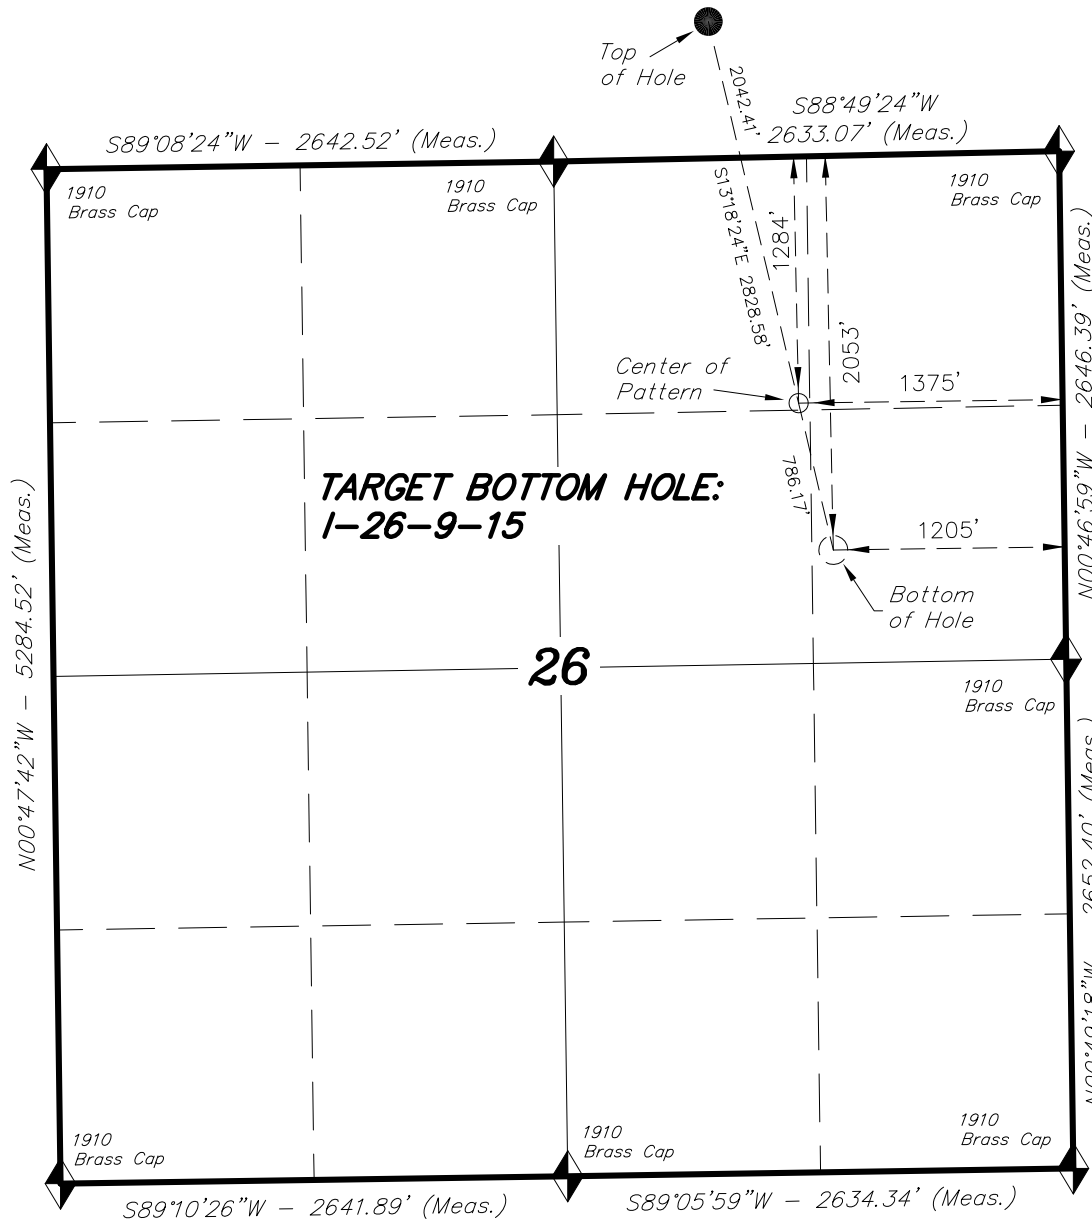 Top
of Hole
S88°49'24"W
2633.07' (Meas.)
S89°08'24"W – 2642.52' (Meas.)
2042.41'
1910
Brass Cap
1910
Brass Cap
1910
Brass Cap
S13°18'24"E 2828.58'
1284'
2053'
N00°46'59"W – 2646.39' (Meas.)
Center of
Pattern
1375'
TARGET BOTTOM HOLE:
I-26-9-15
786.17'
1205'
Bottom
of Hole
N00°47'42"W – 5284.52' (Meas.)
26
1910
Brass Cap
2652.40' (Meas.)
1910
Brass Cap
1910
Brass Cap
1910
Brass Cap
S89°10'26"W – 2641.89' (Meas.)
S89°05'59"W – 2634.34' (Meas.)